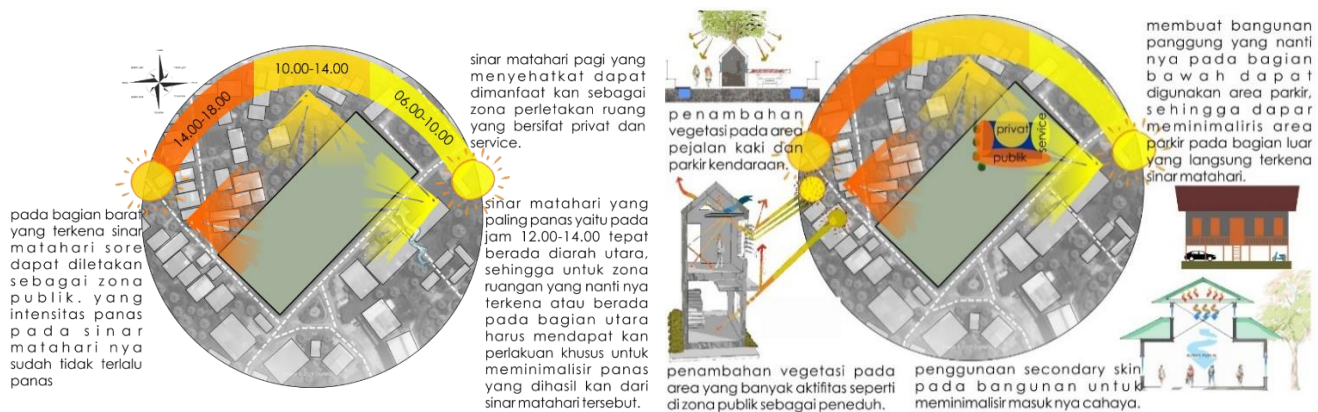 10.00-14.00
14.00-18.00
06.00-10.00
sinar matahari pagi yang
menyehatkat dapat
dimanfaat kan sebagai
zona perletakan ruang
yang bersifat privat dan
service.
pada bagian barat
yang terkena sinar
matahari sore
dapat diletakan
sebagai zona
publik. yang
intensitas panas
pada sinar
matahari nya
sudah tidak terlalu
panas
sinar matahari yang
paling panas yaitu pada
jam 12.00-14.00 tepat
berada diarah utara,
sehingga untuk zona
ruangan yang nanti nya
terkena atau berada
pada bagian utara
harus mendapat kan
perlakuan khusus untuk
meminimalisir panas
yang dihasil kan dari
sinar matahari tersebut.
penambahan
vegetasi pada area
pejalan kaki dan
parkir kendaraan.
privat
service
publik
membuat bangunan
panggung yang nanti
nya pada bagian
bawah dapat
digunakan area parkir,
sehingga dapar
meminimaliris area
parkir pada bagian luar
yang langsung terkena
sinar matahari.
penambahan vegetasi pada
area yang banyak aktifitas seperti
di zona publik sebagai peneduh.
penggunaan secondary skin
pada bangunan untuk
meminimalisir masuk nya cahaya.